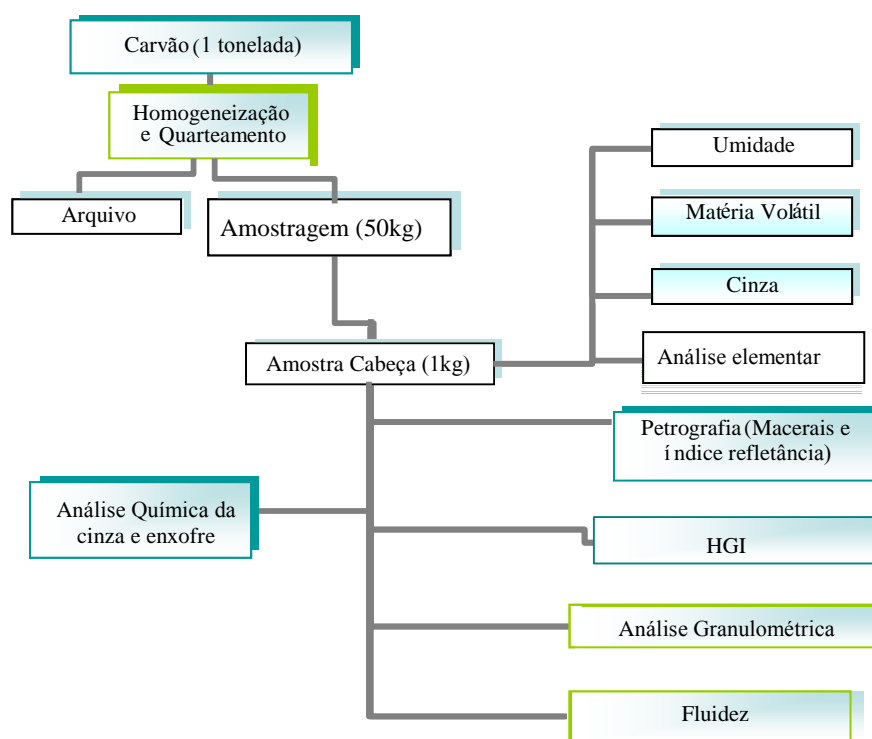 Carvão (1 tonelada)
Homogeneização
e Quarteamento
Arquivo
Amostragem (50kg)
Amostra Cabeça (1kg)
Umidade
Matéria Volátil
Cinza
Análise elementar
Petrografia (Macerais e
índice refletância)
Análise Química da
cinza e enxofre
HGI
Análise Granulométrica
Fluidez